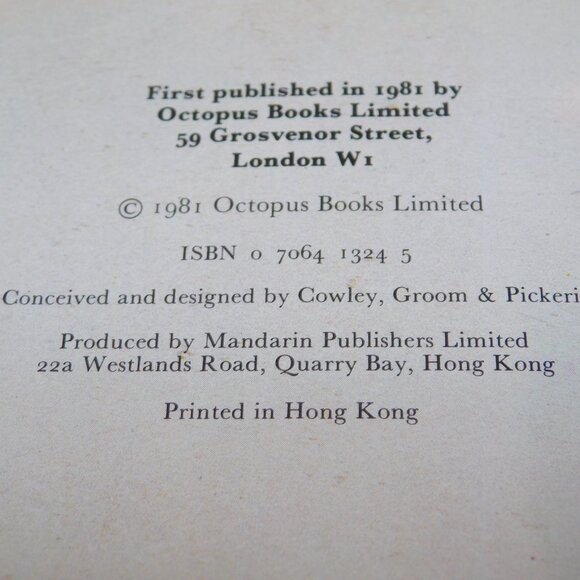 First published in 1981 by
Octopus Books Limited
59 Grosvenor Street,
London W1
© 1981 Octopus Books Limited
ISBN 0 7064 1324 5
Conceived and designed by Cowley, Groom & Pickeri
Produced by Mandarin Publishers Limited
22a Westlands Road, Quarry Bay, Hong Kong
Printed in Hong Kong